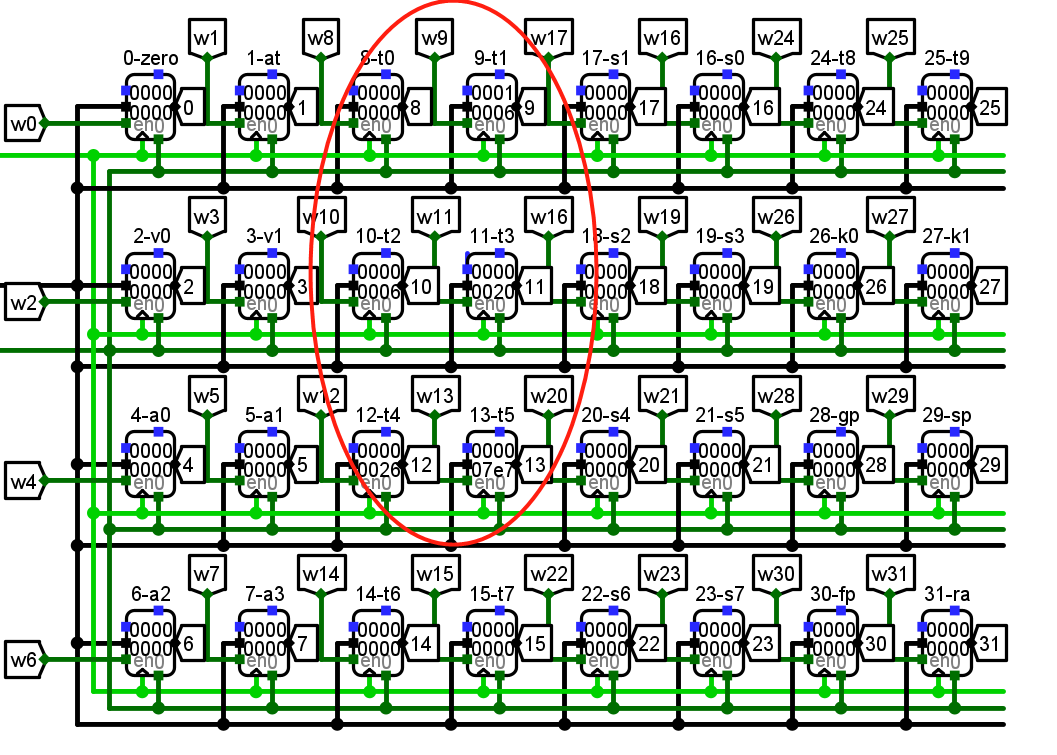 w1 w8 w9 w17 w16 w24 w25
0-zero 1-at 8-t0 9-t1 17-s1 16-s0 24-t8 25-t9
0000 0000 0000 0001 0000 0000 0000 0000
w0 0000 0 0000 1 0000 8 0006 9 0000 17 0000 16 0000 24 0000 25
en0 en0 en0 en0 en0 en0 en0 en0
w3 w10 w11 w16 w19 w26 w27
2-v0 3-v1 10-t2 11-t3 18-s2 19-s3 26-k0 27-k1
0000 0000 0000 0000 0000 0000 0000 0000
w2 0000 2 0000 3 0006 10 0020 11 0000 18 0000 19 0000 26 0000 27
en0 en0 en0 en0 en0 en0 en0 en0
w5 w12 w13 w20 w21 w28 w29
4-a0 5-a1 12-t4 13-t5 20-s4 21-s5 28-gp 29-sp
0000 0000 0000 0000 0000 0000 0000 0000
w4 0000 4 0000 5 0026 12 07e7 13 0000 20 0000 21 0000 28 0000 29
en0 en0 en0 en0 en0 en0 en0 en0
w7 w14 w15 w22 w23 w30 w31
6-a2 7-a3 14-t6 15-t7 22-s6 23-s7 30-fp 31-ra
0000 0000 0000 0000 0000 0000 0000 0000
w6 0000 6 0000 7 0000 14 0000 15 0000 22 0000 23 0000 30 0000 31
en0 en0 en0 en0 en0 en0 en0 en0